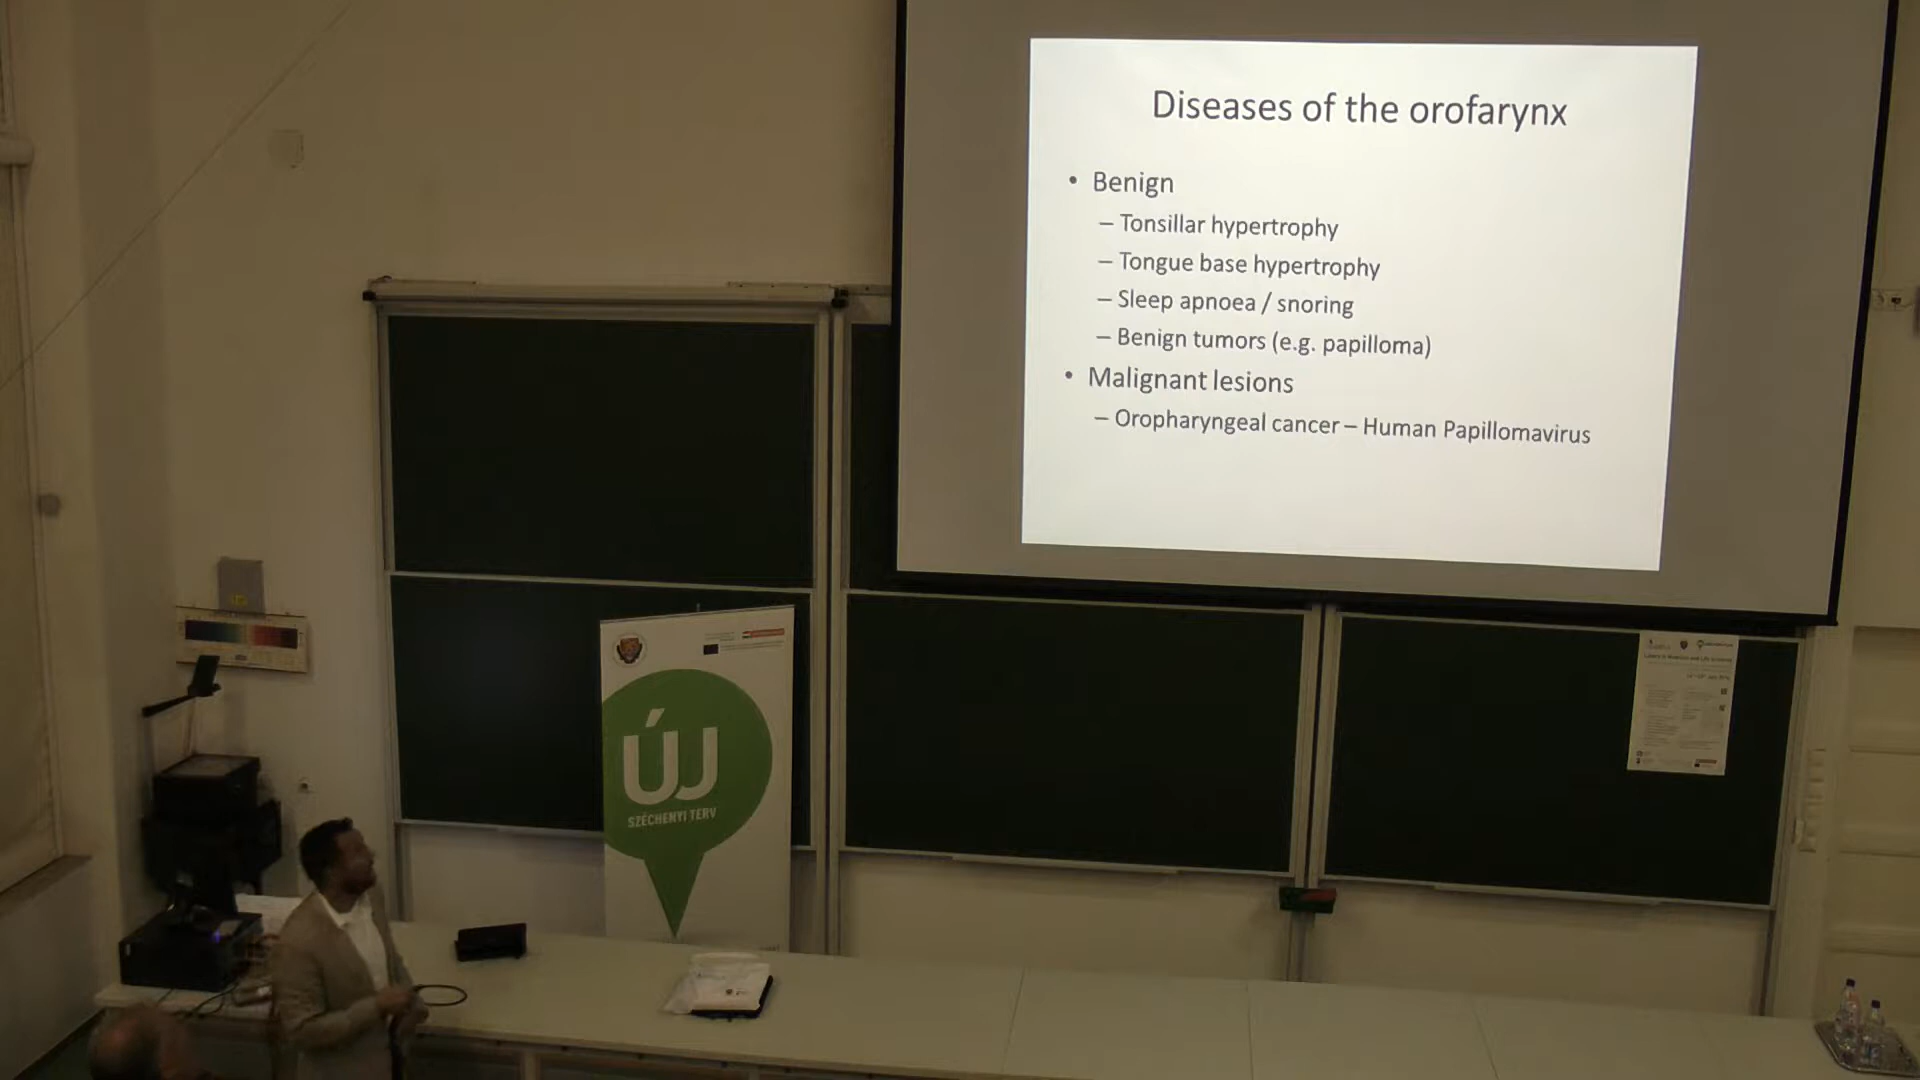 Diseases of the orofarynx
• Benign
– Tonsillar hypertrophy
– Tongue base hypertrophy
– Sleep apnoea / snoring
– Benign tumors (e.g. papilloma)
• Malignant lesions
– Oropharyngeal cancer – Human Papillomavirus
ÚJ
SZÉCHENYI TERV